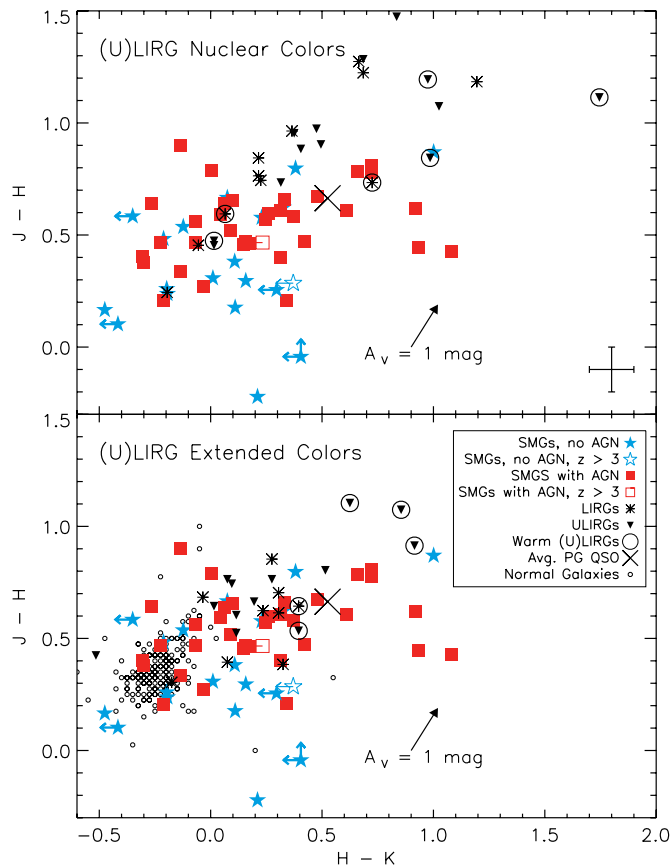 (U)LIRG Nuclear Colors
1.5
1.0
0.5
0.0
J – H
A_v = 1 mag
(U)LIRG Extended Colors
1.5
1.0
0.5
0.0
J – H
SMGs, no AGN
SMGs, no AGN, z > 3
SMGS with AGN
SMGs with AGN, z > 3
LIRGs
ULIRGs
Warm (U)LIRGs
Avg. PG QSO
Normal Galaxies
A_v = 1 mag
−0.5 0.0 0.5 1.0 1.5 2.0
H – K